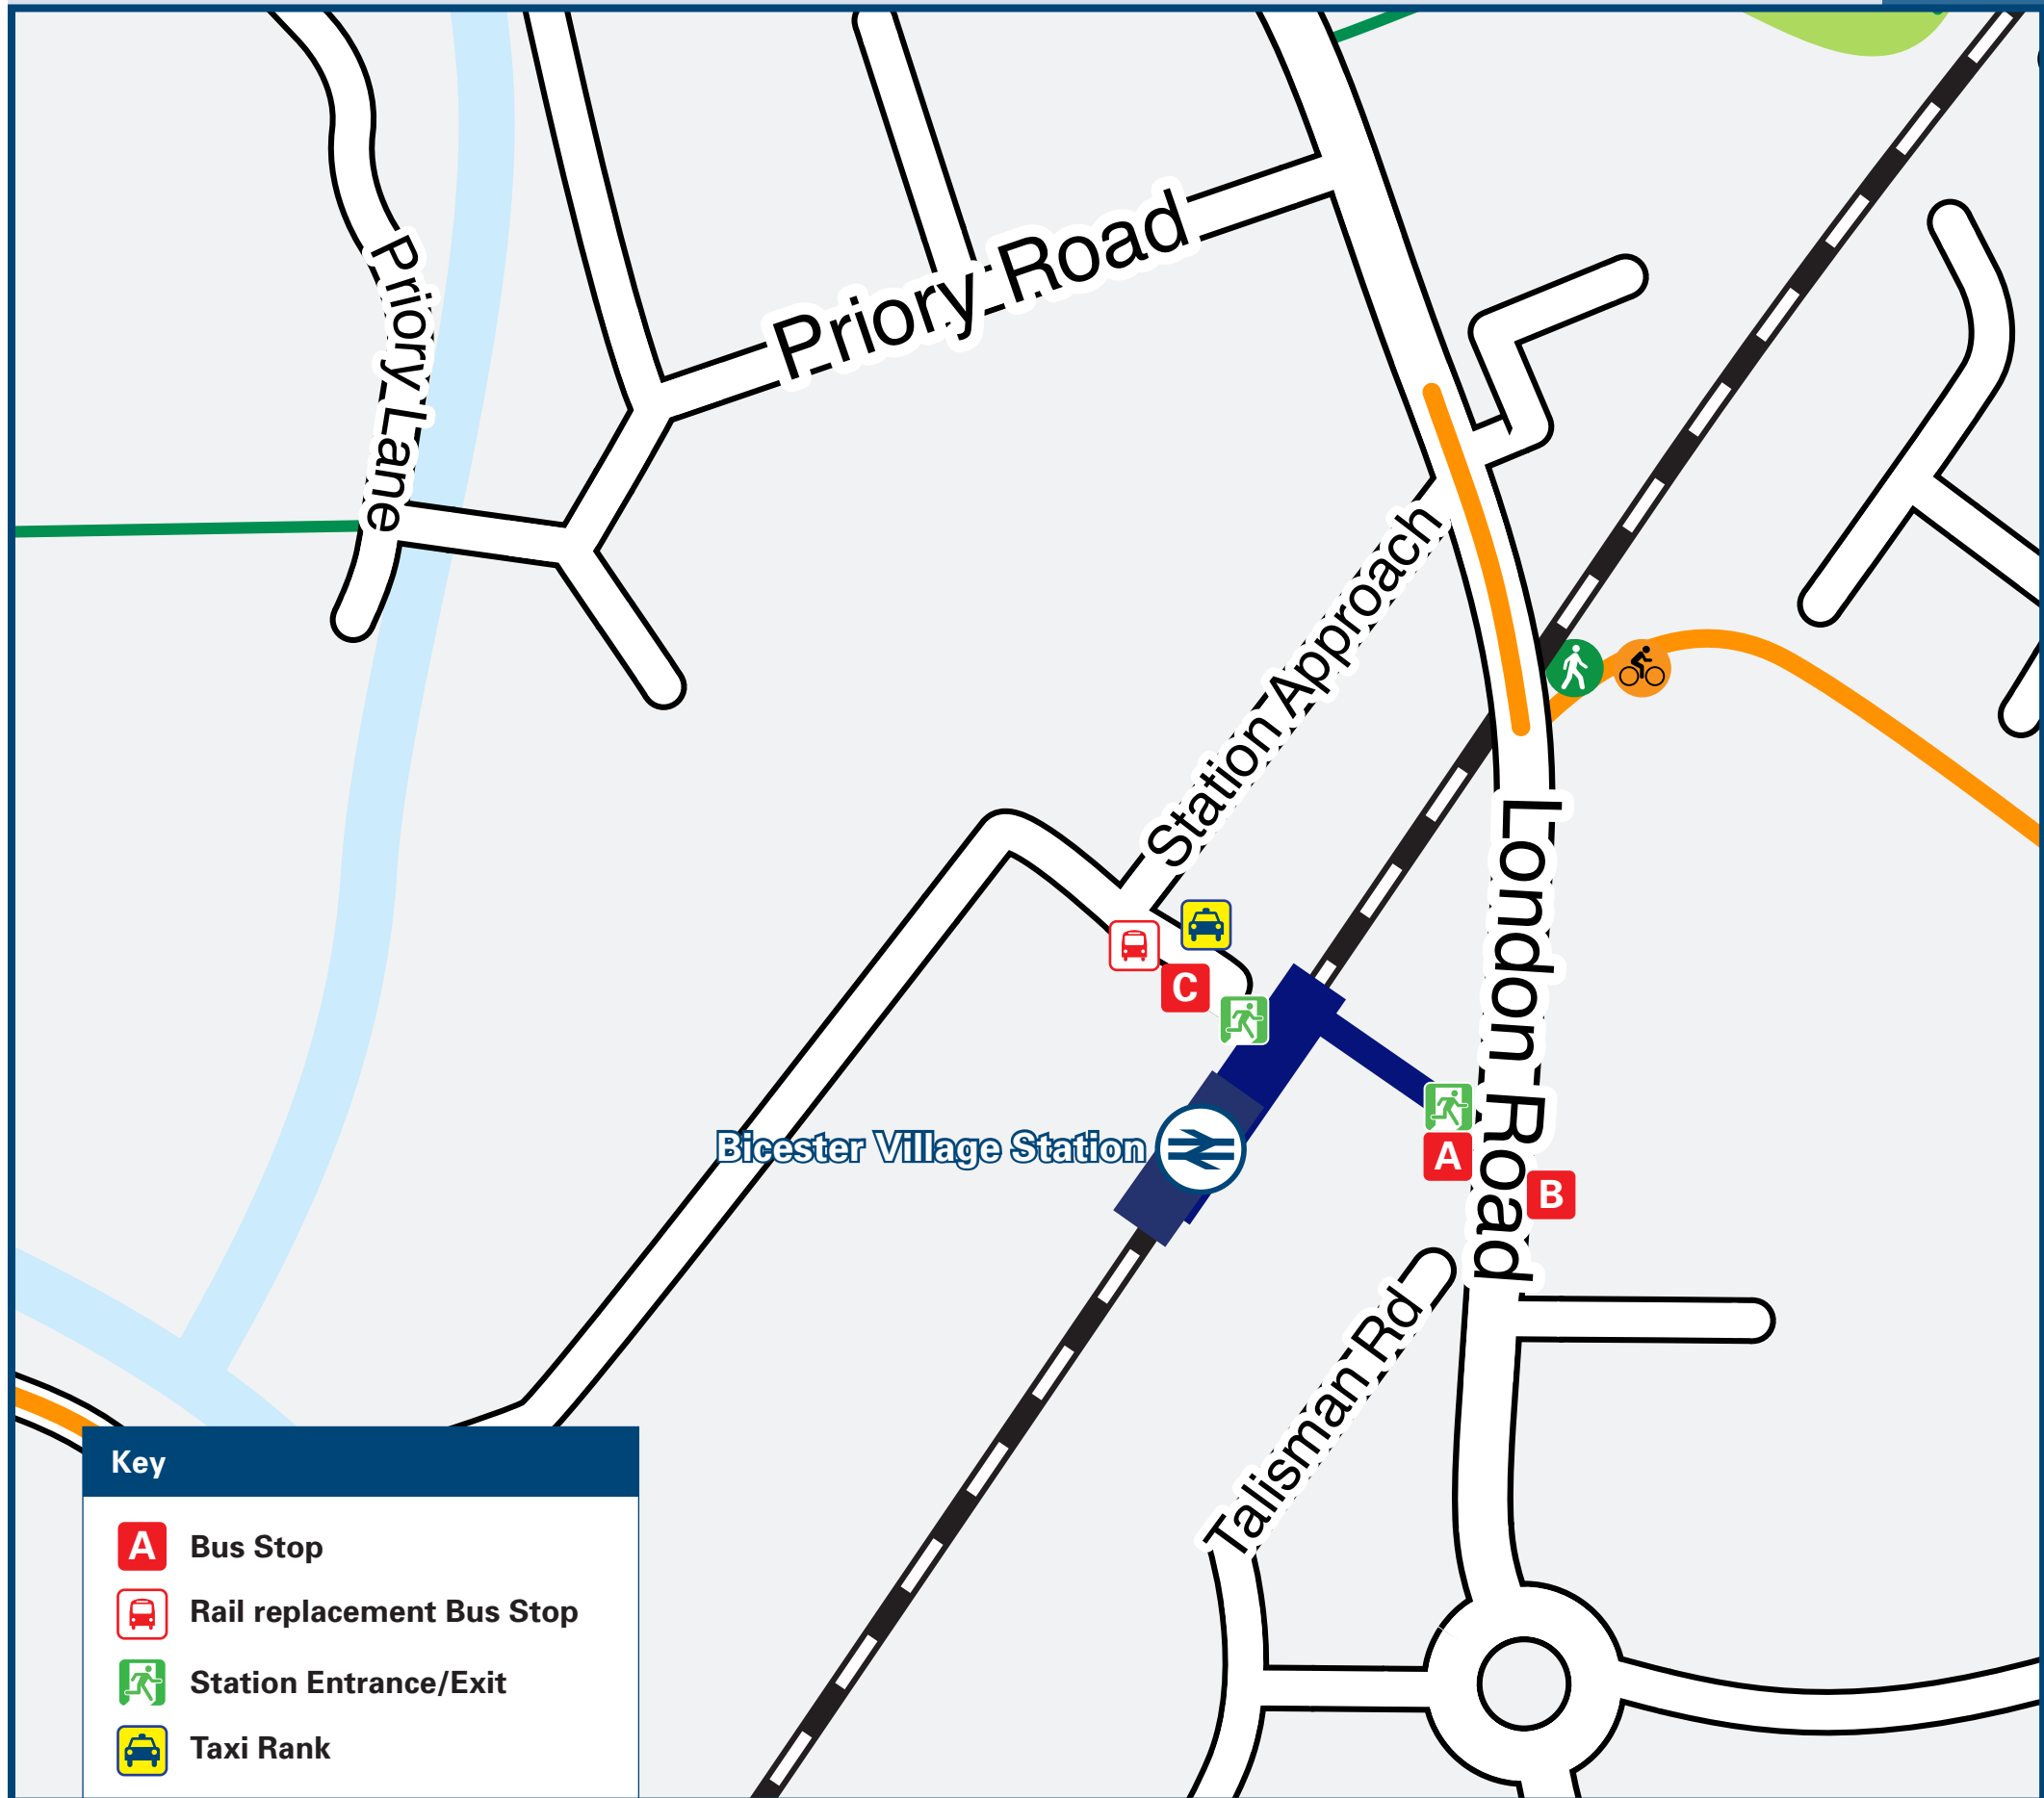 Priory Road
Priory Lane
Station Approach
London Road
C
Bicester Village Station
A
B
Talisman Rd
Key
A Bus Stop
Rail replacement Bus Stop
Station Entrance/Exit
Taxi Rank